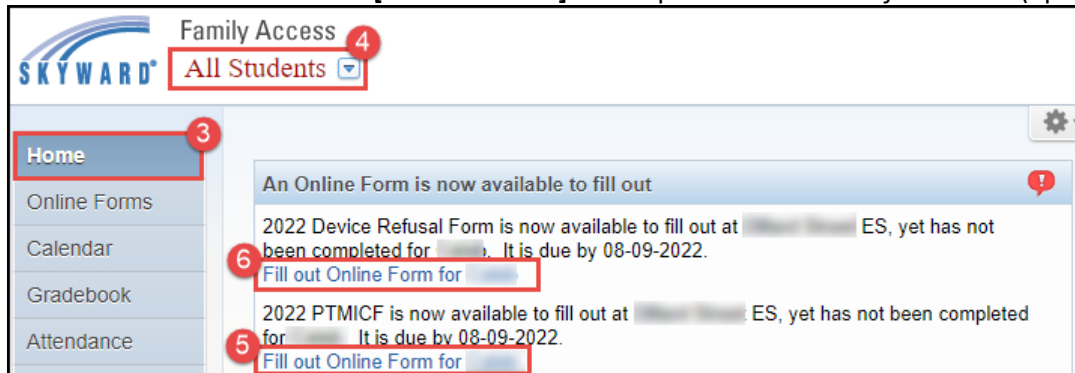 Family Access
4
SKYWARD®
All Students
3
Home
Online Forms
Calendar
Gradebook
Attendance
An Online Form is now available to fill out
2022 Device Refusal Form is now available to fill out at ES, yet has not
been completed for . It is due by 08-09-2022.
6
Fill out Online Form for
2022 PTMICF is now available to fill out at ES, yet has not been completed
for It is due by 08-09-2022.
5
Fill out Online Form for